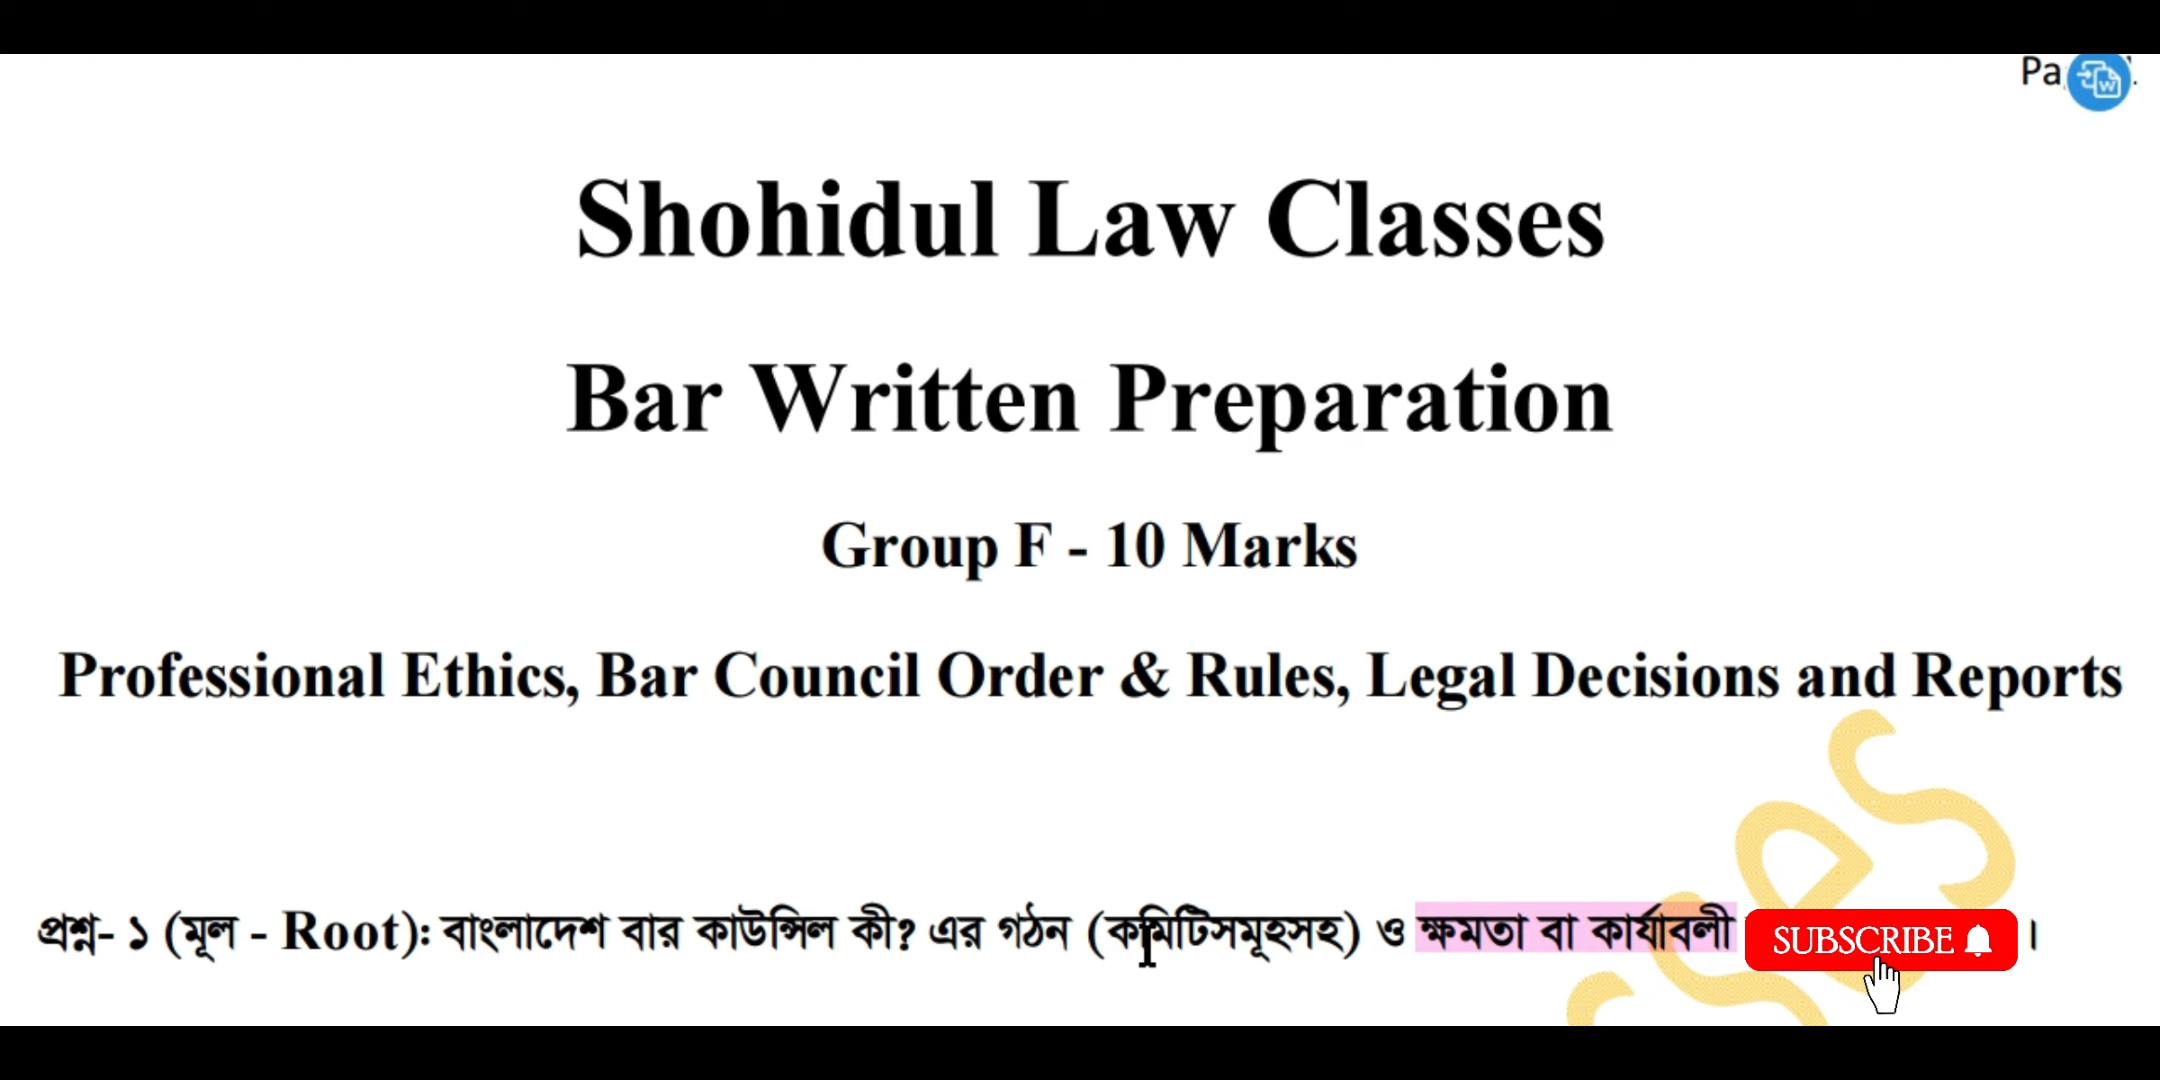 Shohidul Law Classes
Bar Written Preparation
Group F - 10 Marks
Professional Ethics, Bar Council Order & Rules, Legal Decisions and Reports
প্রশ্ন- ১ (মূল - Root): বাংলাদেশ বার কাউন্সিল কী? এর গঠন (কমিটিসমূহসহ) ও ক্ষমতা বা কার্যাবলী SUBSCRIBE ।